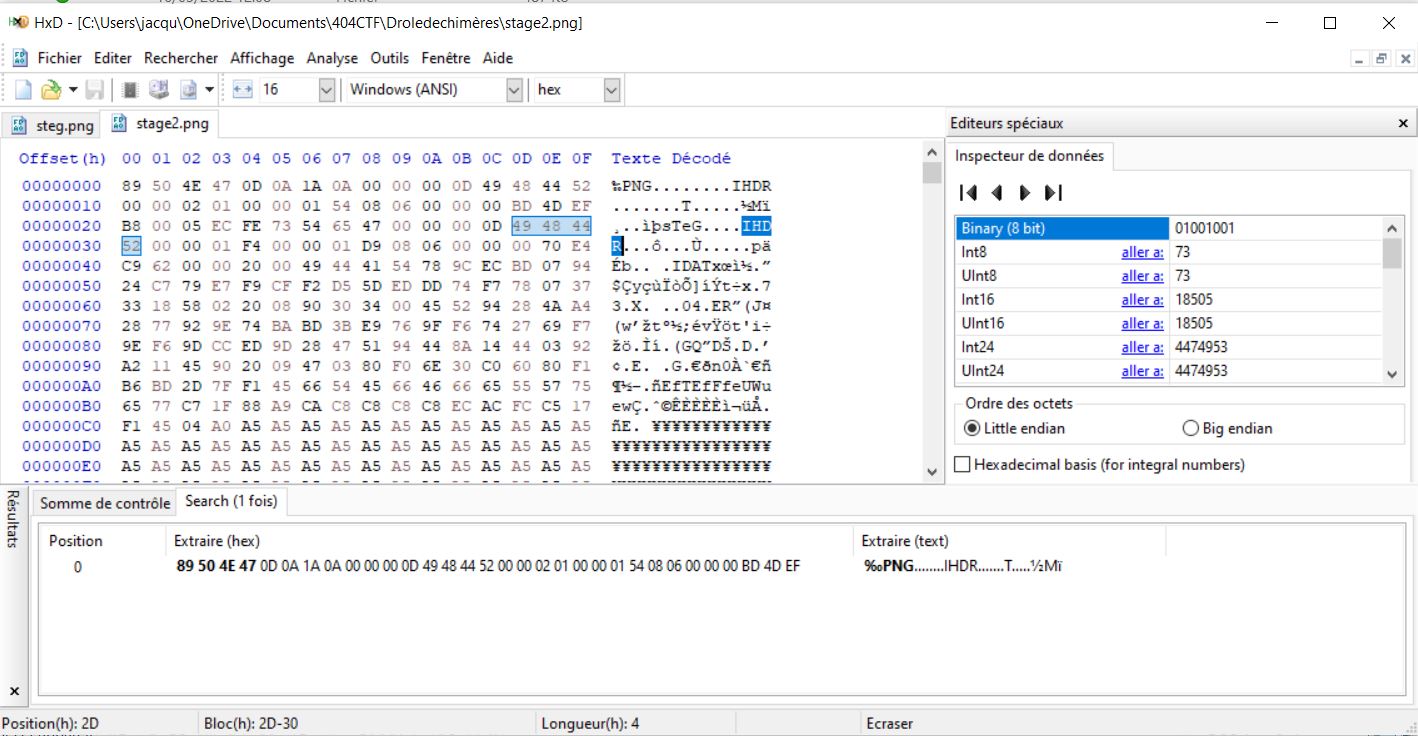 HxD - [C:\Users\jacqu\OneDrive\Documents\404CTF\Droledechimères\stage2.png]
Fichier Editer Rechercher Affichage Analyse Outils Fenêtre Aide
16 Windows (ANSI) hex
steg.png stage2.png
Offset(h) 00 01 02 03 04 05 06 07 08 09 0A 0B 0C 0D 0E 0F Texte Décodé
00000000 89 50 4E 47 0D 0A 1A 0A 00 00 00 0D 49 48 44 52 ‰PNG........IHDR
00000010 00 00 02 01 00 00 01 54 08 06 00 00 00 BD 4D EF .......T.....½Mï
00000020 B8 00 05 EC FE 73 54 65 47 00 00 00 0D 49 48 44 ¸..ìþsTeG....IHD
00000030 52 00 00 01 F4 00 00 01 D9 08 06 00 00 00 70 E4 R...ô...Ù.....pä
00000040 C9 62 00 00 20 00 49 44 41 54 78 9C EC BD 07 94 Éb.. .IDATxœì½.”
00000050 24 C7 79 E7 F9 CF F2 D5 5D ED DD 74 F7 78 07 37 $ÇyçùÏòÕ]íÝt÷x.7
00000060 33 18 58 02 20 08 90 30 34 00 45 52 94 28 4A A4 3.X. ..04.ER”(J¤
00000070 28 77 92 9E 74 BA BD 3B E9 76 9F F6 74 27 69 F7 (w’žtº½;évŸöt'i÷
00000080 9E F6 9D CC ED 9D 28 47 51 94 44 8A 14 44 03 92 žö.Ìí.(GQ”DŠ.D.’
00000090 A2 11 45 90 20 09 47 03 80 F0 6E 30 C0 60 80 F1 ¢.E. .G.€ðn0À`€ñ
000000A0 B6 BD 2D 7F F1 45 66 54 45 66 46 66 65 55 57 75 ¶½-.ñEfTEfFfeUWu
000000B0 65 77 C7 1F 88 A9 CA C8 C8 C8 C8 EC AC FC C5 17 ewÇ.ˆ©ÊÈÈÈÈì¬üÅ.
000000C0 F1 45 04 A0 A5 A5 A5 A5 A5 A5 A5 A5 A5 A5 A5 A5 ñE. ¥¥¥¥¥¥¥¥¥¥¥¥
000000D0 A5 A5 A5 A5 A5 A5 A5 A5 A5 A5 A5 A5 A5 A5 A5 A5 ¥¥¥¥¥¥¥¥¥¥¥¥¥¥¥¥
000000E0 A5 A5 A5 A5 A5 A5 A5 A5 A5 A5 A5 A5 A5 A5 A5 A5 ¥¥¥¥¥¥¥¥¥¥¥¥¥¥¥¥
Editeurs spéciaux
Inspecteur de données
Binary (8 bit) 01001001
Int8 aller a: 73
UInt8 aller a: 73
Int16 aller a: 18505
UInt16 aller a: 18505
Int24 aller a: 4474953
UInt24 aller a: 4474953
Ordre des octets
Little endian Big endian
Hexadecimal basis (for integral numbers)
Résultats
Somme de contrôle Search (1 fois)
Position Extraire (hex) Extraire (text)
0 89 50 4E 47 0D 0A 1A 0A 00 00 00 0D 49 48 44 52 00 00 02 01 00 00 01 54 08 06 00 00 00 BD 4D EF ‰PNG........IHDR.......T.....½Mï
Position(h): 2D Bloc(h): 2D-30 Longueur(h): 4 Ecraser